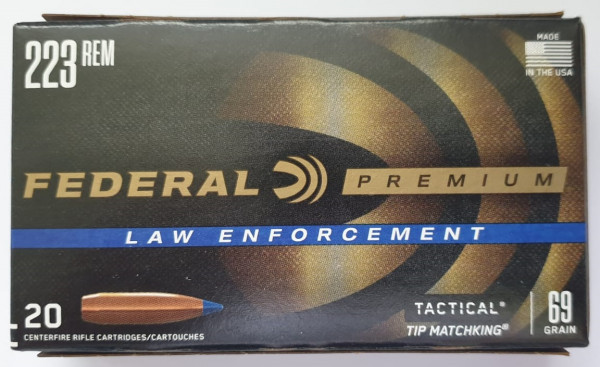 223 REM
MADE
IN THE USA
FEDERAL PREMIUM
LAW ENFORCEMENT
20
CENTERFIRE RIFLE CARTRIDGES/CARTOUCHES
TACTICAL®
TIP MATCHKING®
69
GRAIN